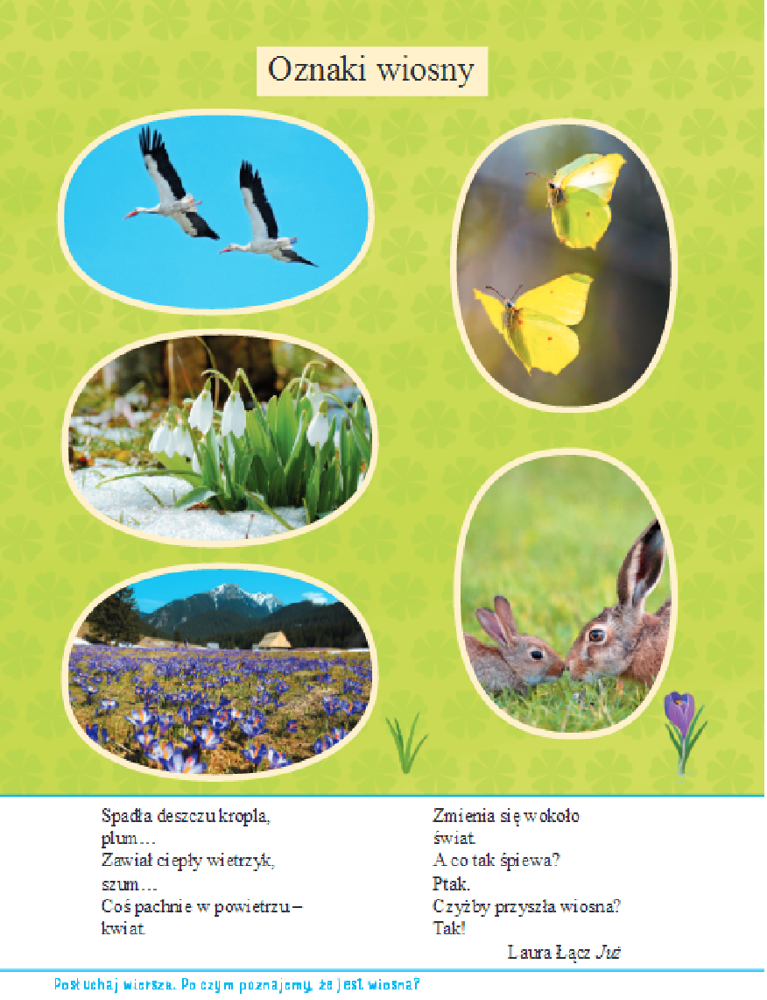 Oznaki wiosny
Spadła deszczu kropla,
plum...
Zawiał ciepły wietrzyk,
szum...
Coś pachnie w powietrzu –
kwiat.
Zmienia się wokoło
świat.
A co tak śpiewa?
Ptak.
Czyżby przyszła wiosna?
Tak!
Laura Łącz Już
Posłuchaj wiersza. Po czym poznajemy, że jest wiosna?